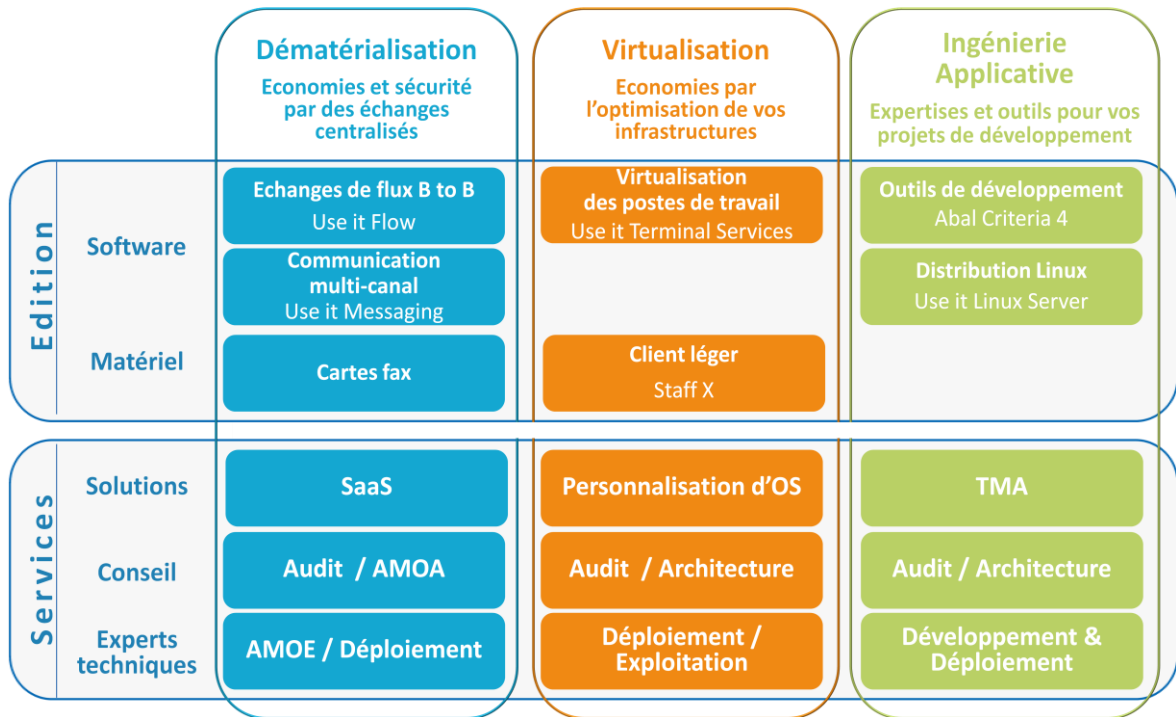 Dématérialisation
Economies et sécurité
par des échanges
centralisés
Virtualisation
Economies par
l'optimisation de vos
infrastructures
Ingénierie
Applicative
Expertises et outils pour vos
projets de développement
Edition
Software
Echanges de flux B to B
Use it Flow
Virtualisation
des postes de travail
Use it Terminal Services
Outils de développement
Abal Criteria 4
Communication
multi-canal
Use it Messaging
Distribution Linux
Use it Linux Server
Matériel
Cartes fax
Client léger
Staff X
Services
Solutions
SaaS
Personnalisation d'OS
TMA
Conseil
Audit / AMOA
Audit / Architecture
Audit / Architecture
Experts
techniques
AMOE / Déploiement
Déploiement /
Exploitation
Développement &
Déploiement